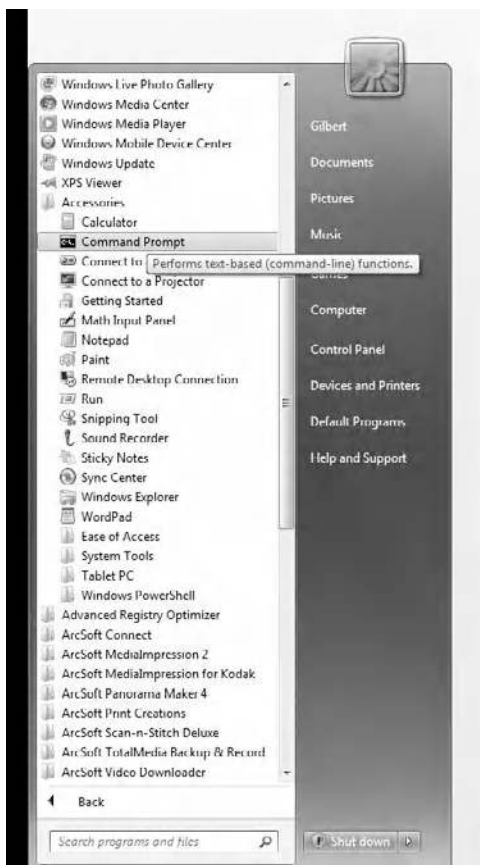 Windows Live Photo Gallery
Windows Media Center
Windows Media Player
Windows Mobile Device Center
Windows Update
XPS Viewer
Accessories
Calculator
Command Prompt
Connect to
Performs text-based (command-line) functions.
Connect to a Projector
Getting Started
Math Input Panel
Notepad
Paint
Remote Desktop Connection
Run
Snipping Tool
Sound Recorder
Sticky Notes
Sync Center
Windows Explorer
WordPad
Ease of Access
System Tools
Tablet PC
Windows PowerShell
Advanced Registry Optimizer
ArcSoft Connect
ArcSoft MediaImpression 2
ArcSoft MediaImpression for Kodak
ArcSoft Panorama Maker 4
ArcSoft Print Creations
ArcSoft Scan-n-Stitch Deluxe
ArcSoft TotalMedia Backup & Record
ArcSoft Video Downloader
Back
Search programs and files
Gilbert
Documents
Pictures
Music
Games
Computer
Control Panel
Devices and Printers
Default Programs
Help and Support
Shut down